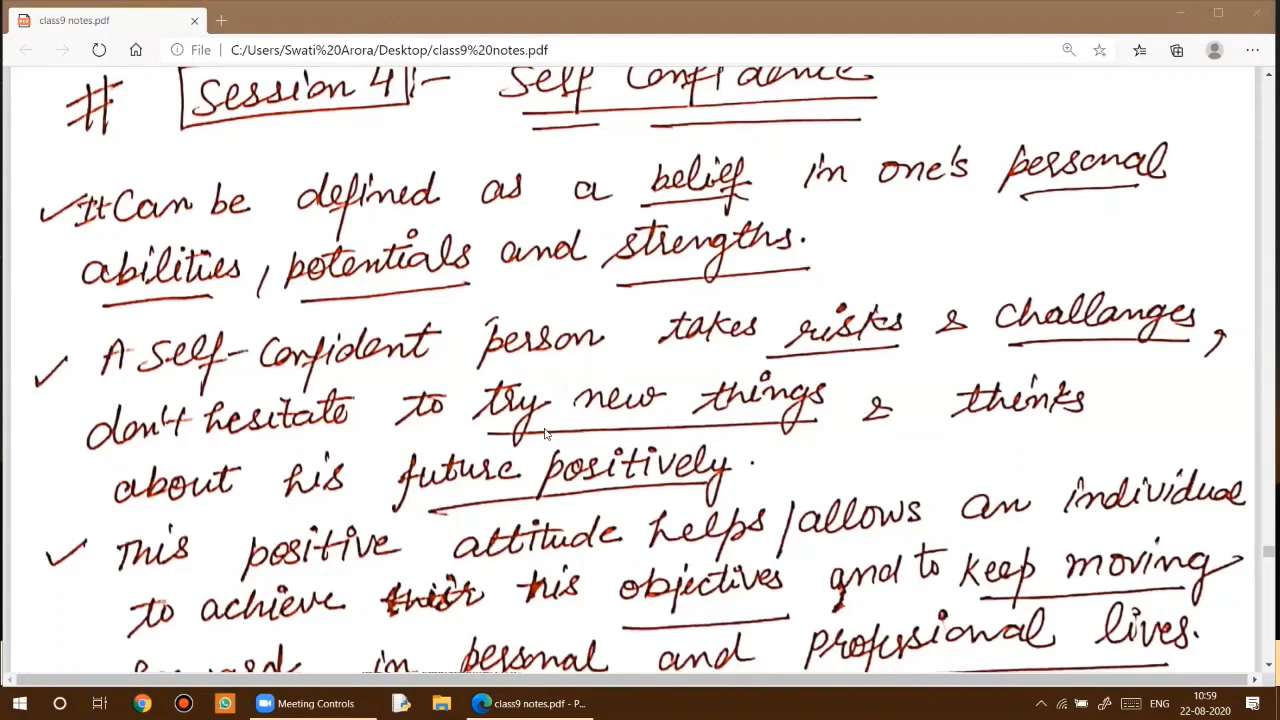 class9 notes.pdf
File C:/Users/Swati%20Arora/Desktop/class9%20notes.pdf
# Session 4 :- Self Confidence
It Can be defined as a belief in one's personal
abilities, potentials and strengths.
A Self-Confident person takes risks & challanges,
don't hesitate to try new things & thinks
about his future positively.
This positive attitude helps/allows an individual
to achieve his objectives and to keep moving
in personal and professional lives.
Meeting Controls
class9 notes.pdf - P...
ENG
10:59
22-08-2020